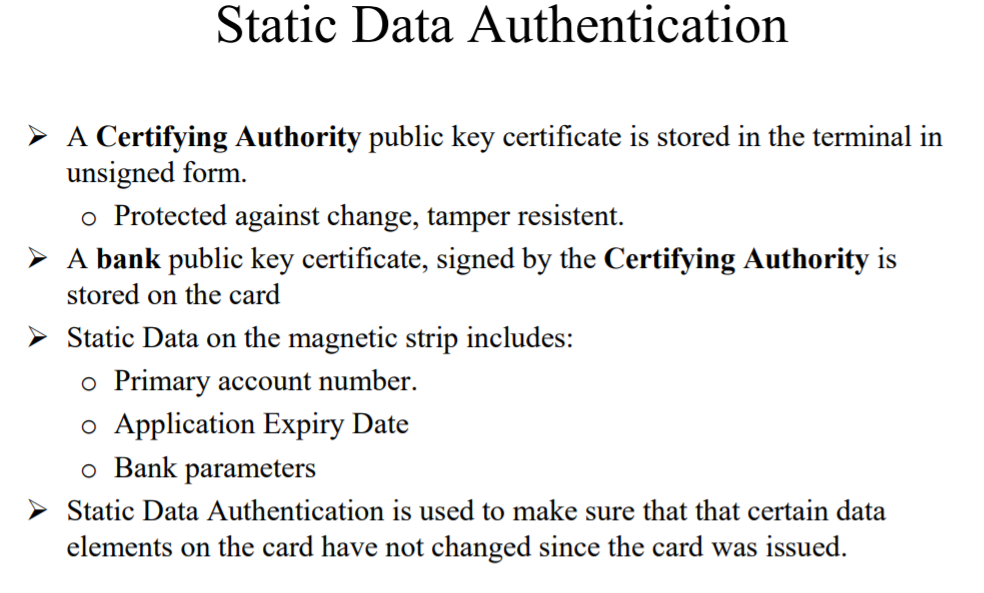 Static Data Authentication
➢ A Certifying Authority public key certificate is stored in the terminal in
unsigned form.
o Protected against change, tamper resistent.
➢ A bank public key certificate, signed by the Certifying Authority is
stored on the card
➢ Static Data on the magnetic strip includes:
o Primary account number.
o Application Expiry Date
o Bank parameters
➢ Static Data Authentication is used to make sure that that certain data
elements on the card have not changed since the card was issued.